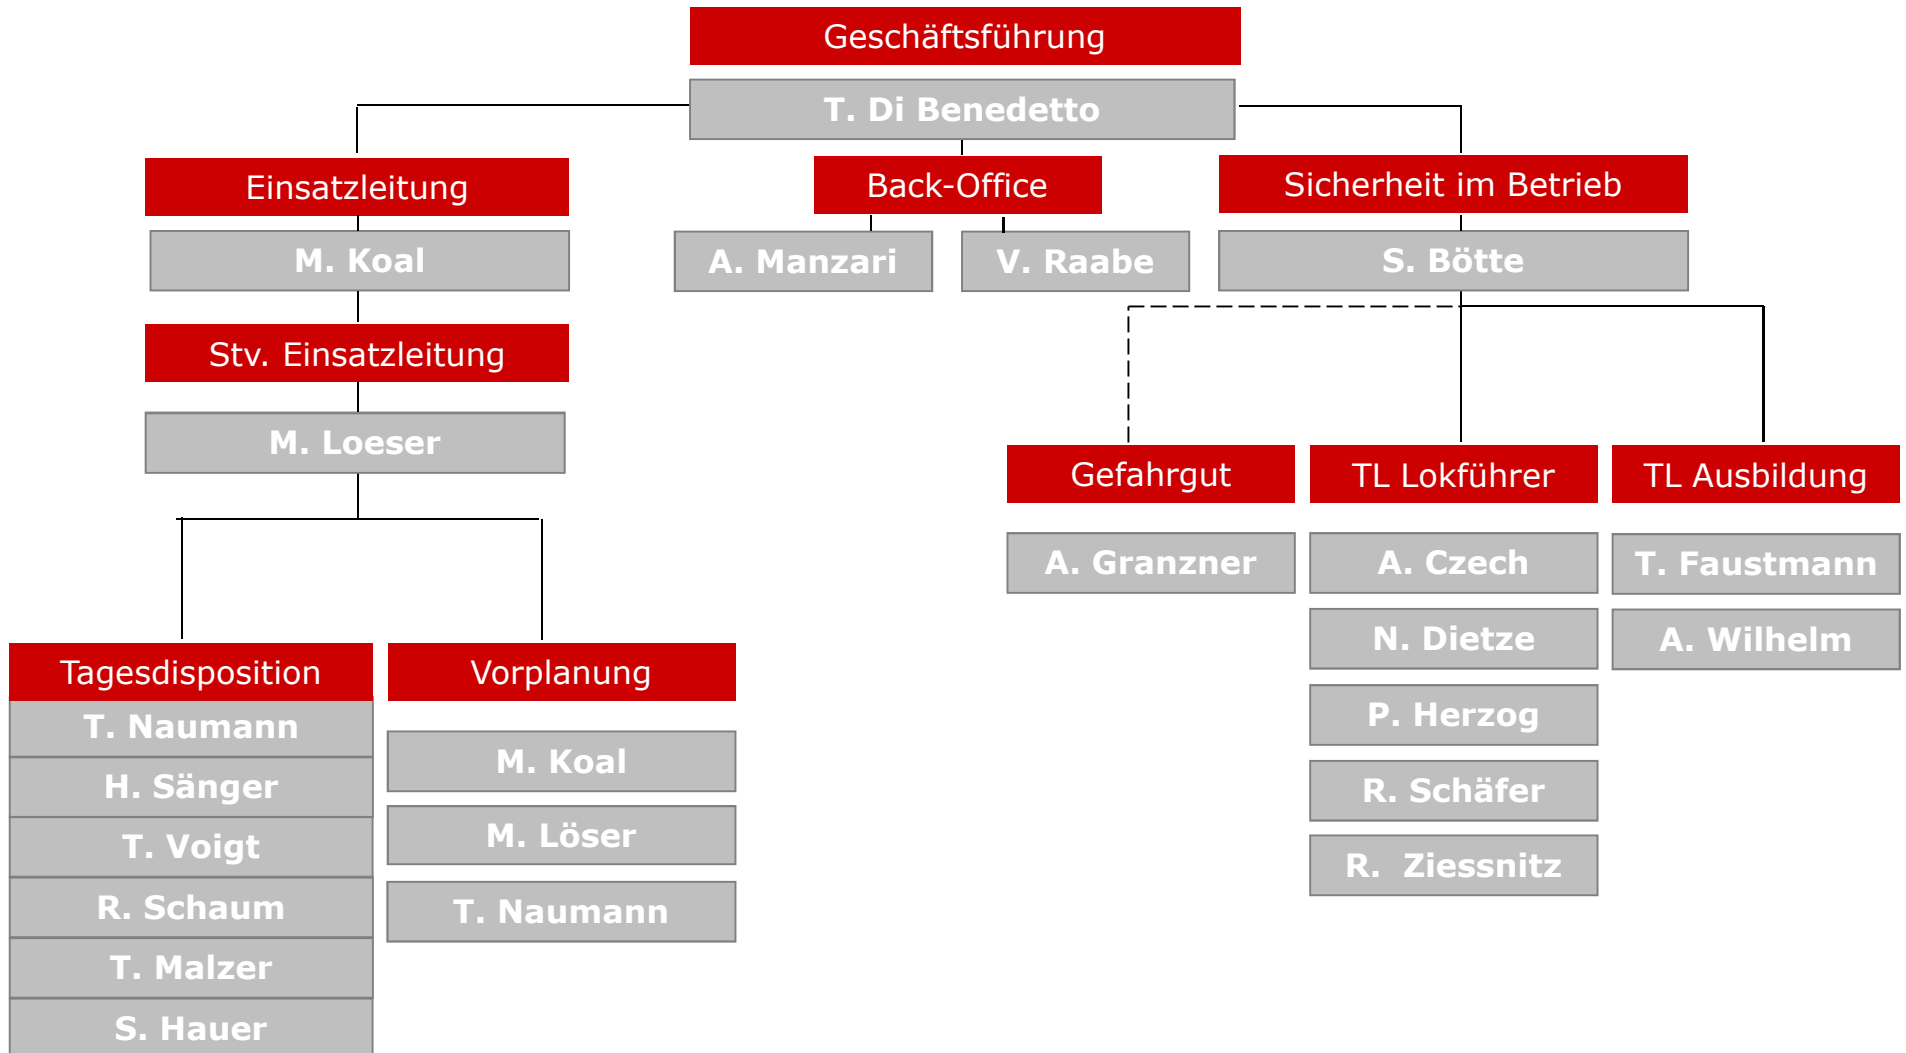 Geschäftsführung
T. Di Benedetto
Einsatzleitung
M. Koal
Stv. Einsatzleitung
M. Loeser
Tagesdisposition
T. Naumann
H. Sänger
T. Voigt
R. Schaum
T. Malzer
S. Hauer
Vorplanung
M. Koal
M. Löser
T. Naumann
Back-Office
A. Manzari
V. Raabe
Sicherheit im Betrieb
S. Bötte
Gefahrgut
A. Granzner
TL Lokführer
A. Czech
N. Dietze
P. Herzog
R. Schäfer
R.  Ziessnitz
TL Ausbildung
T. Faustmann
A. Wilhelm